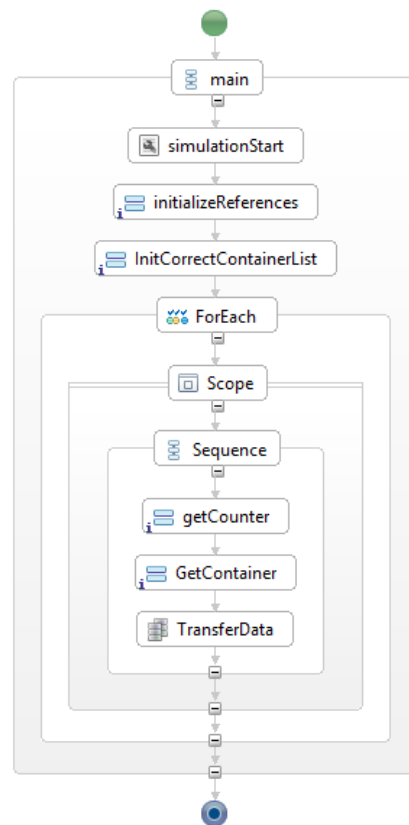 main
simulationStart
initializeReferences
InitCorrectContainerList
ForEach
Scope
Sequence
getCounter
GetContainer
TransferData